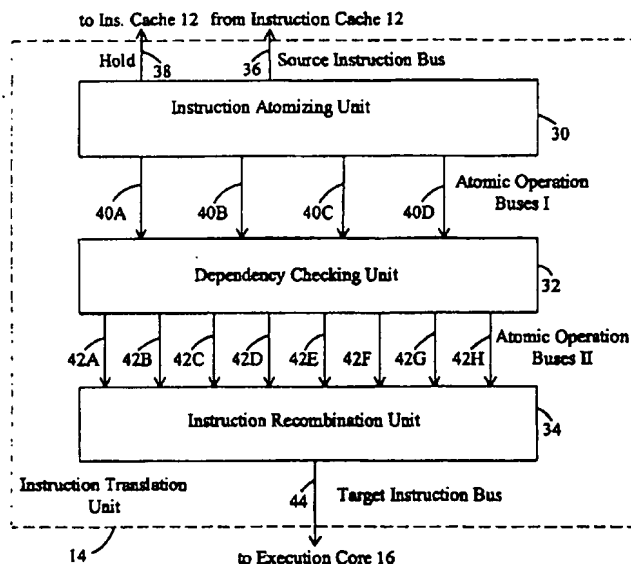 to Ins. Cache 12 from Instruction Cache 12
Hold 38 36 Source Instruction Bus
Instruction Atomizing Unit
30
40A 40B 40C 40D Atomic Operation
Buses I
Dependency Checking Unit
32
42A 42B 42C 42D 42E 42F 42G 42H Atomic Operation
Buses II
Instruction Recombination Unit
34
Instruction Translation
Unit
44 Target Instruction Bus
14
to Execution Core 16